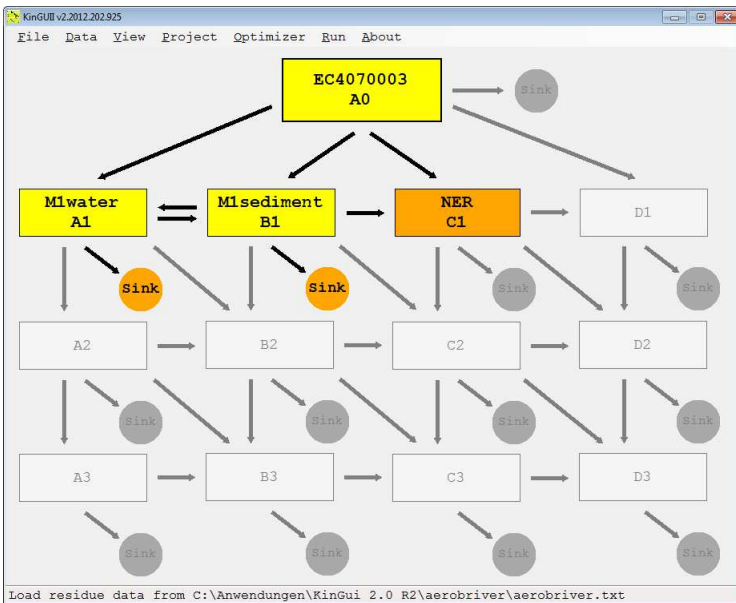 KinGUII v2.2012.202.925
File Data View Project Optimizer Run About
EC4070003
A0
Sink
M1water
A1
M1sediment
B1
NER
C1
D1
Sink
Sink
Sink
Sink
A2
B2
C2
D2
Sink
Sink
Sink
Sink
A3
B3
C3
D3
Sink
Sink
Sink
Sink
Load residue data from C:\Anwendungen\KinGui 2.0 R2\aerobriver\aerobriver.txt